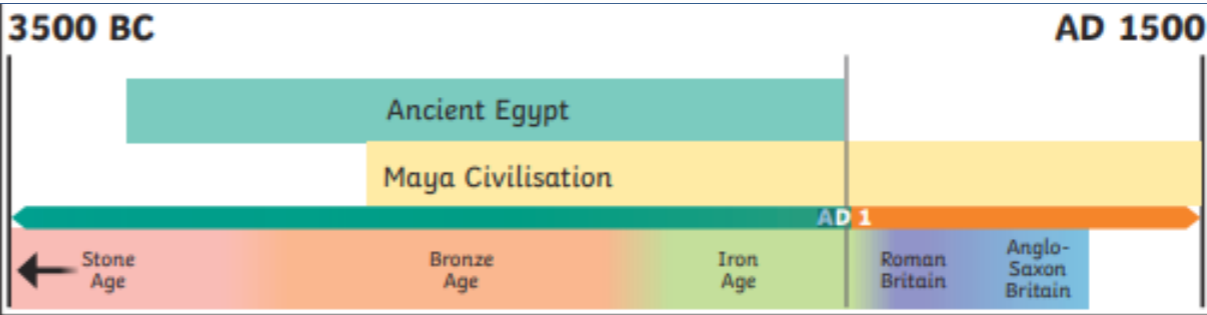 3500 BC
AD 1500
Ancient Egypt
Maya Civilisation
AD 1
Stone
Age
Bronze
Age
Iron
Age
Roman
Britain
Anglo-
Saxon
Britain